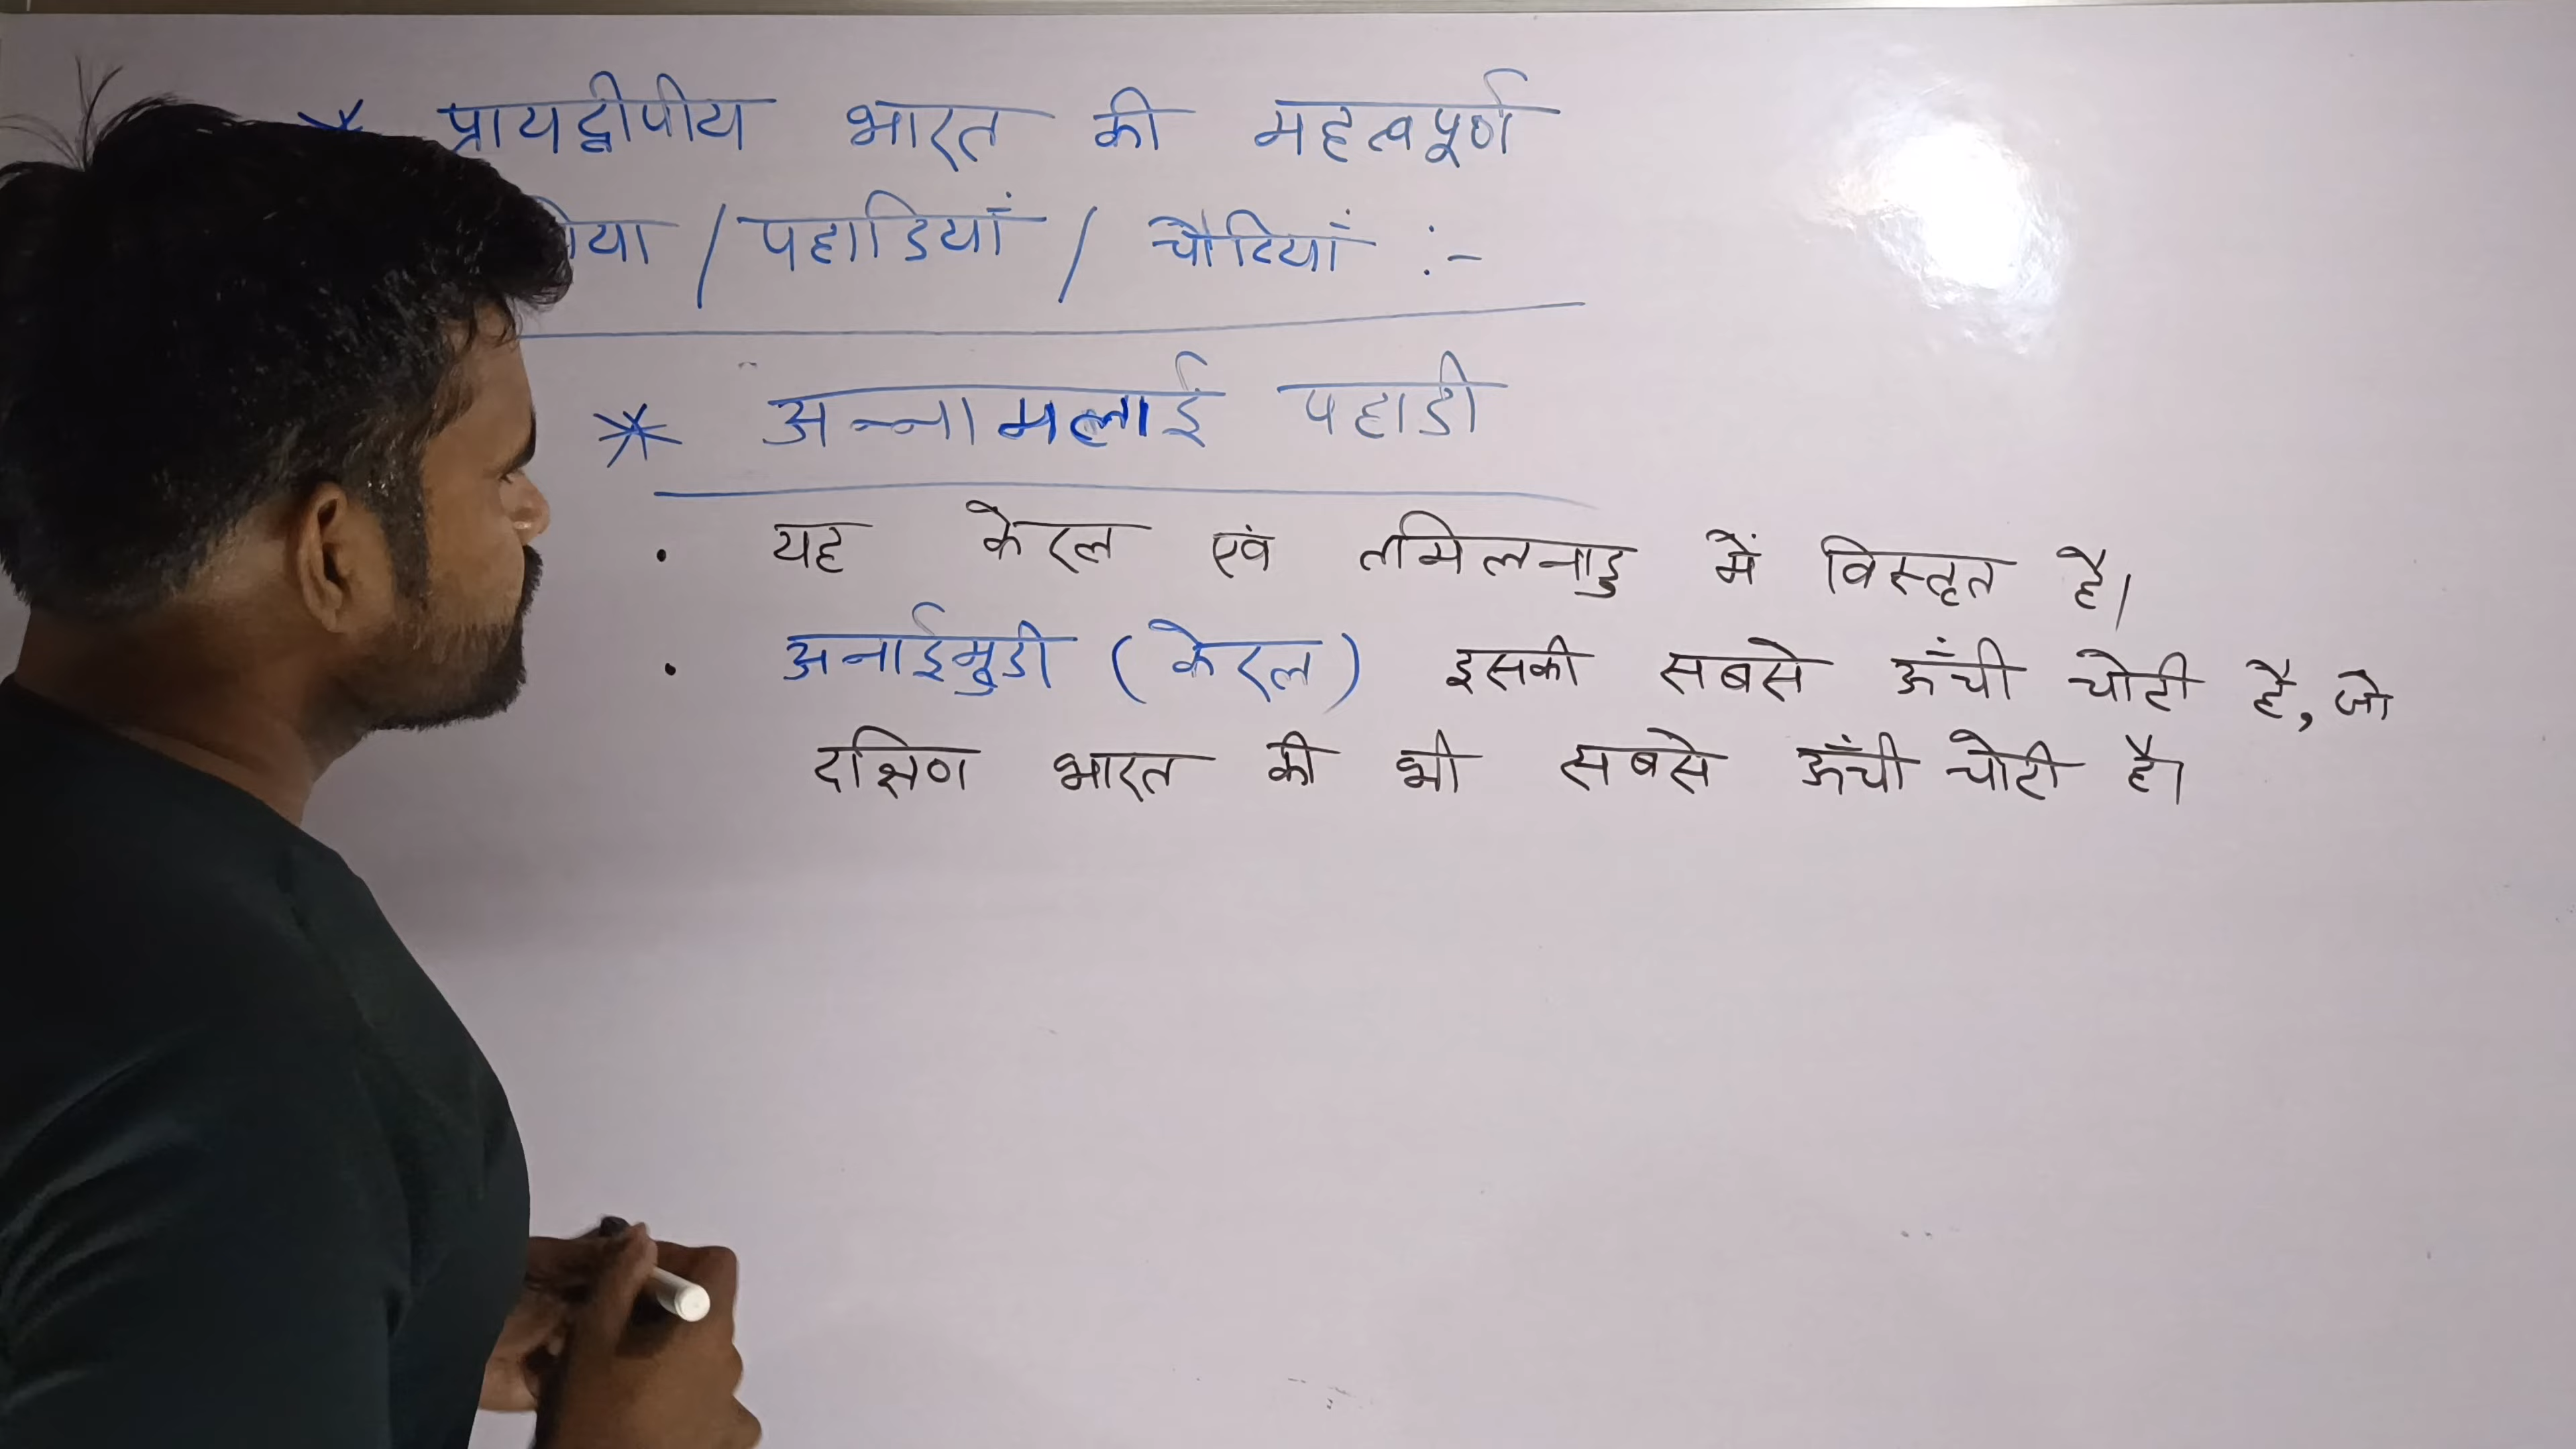 * प्रायद्वीपीय भारत की महत्वपूर्ण
/ पहाडियाँ / चौटियाँ :-
* अन्नामलाई पहाडी
· यह केरल एवं तमिलनाडु में विस्तृत है।
· अनाईमुडी (केरल) इसकी सबसे ऊँची चोटी है, जो
दक्षिण भारत की भी सबसे ऊँची चोटी है।